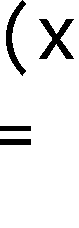 (x
=